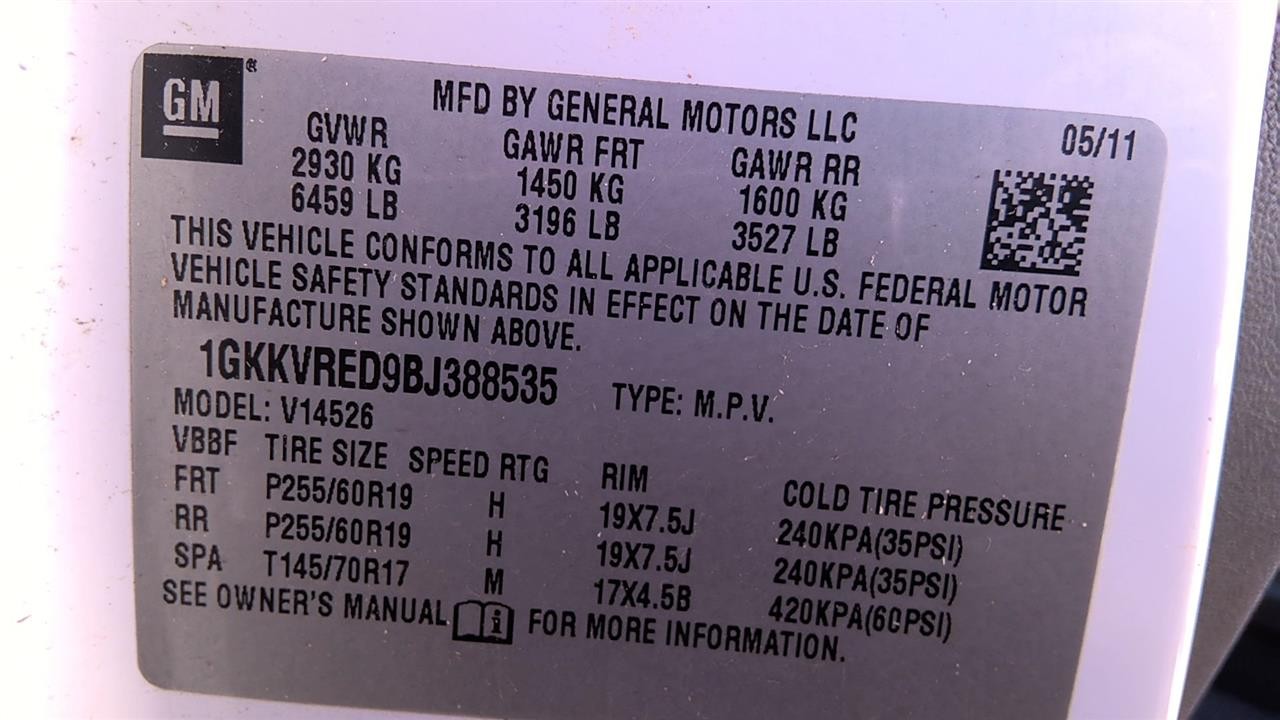 GM®
MFD BY GENERAL MOTORS LLC
05/11
GVWR GAWR FRT GAWR RR
2930 KG 1450 KG 1600 KG
6459 LB 3196 LB 3527 LB
THIS VEHICLE CONFORMS TO ALL APPLICABLE U.S. FEDERAL MOTOR
VEHICLE SAFETY STANDARDS IN EFFECT ON THE DATE OF
MANUFACTURE SHOWN ABOVE.
1GKKVRED9BJ388535 TYPE: M.P.V.
MODEL: V14526
VBBF TIRE SIZE SPEED RTG RIM COLD TIRE PRESSURE
FRT P255/60R19 H 19X7.5J 240KPA(35PSI)
RR P255/60R19 H 19X7.5J 240KPA(35PSI)
SPA T145/70R17 M 17X4.5B 420KPA(60PSI)
SEE OWNER'S MANUAL i FOR MORE INFORMATION.